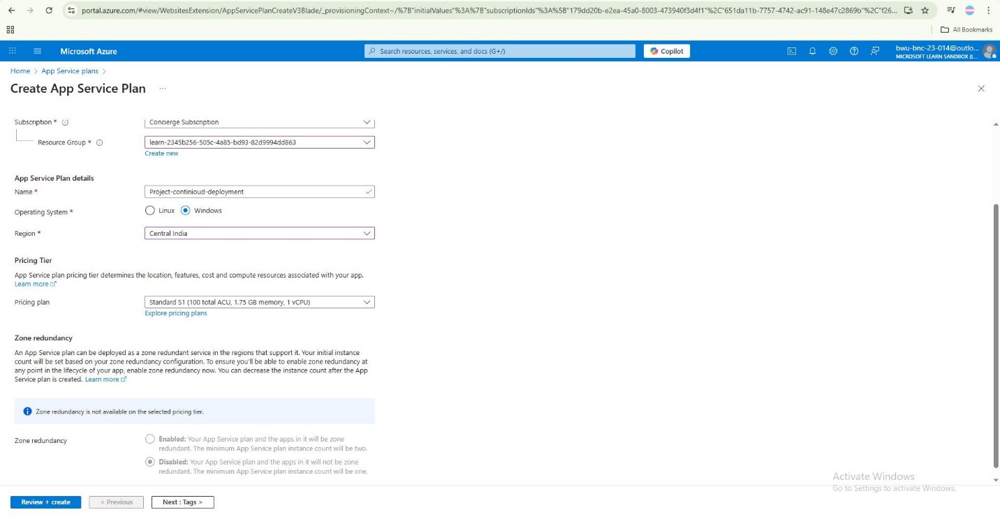 portal.azure.com/#view/WebsitesExtension/AppServicePlanCreateV3Blade/_provisioningContext~/%7B"initialValues"%3A%7B"subscriptionIds"%3A%5B"179dd20b-e2ea-45a0-8003-473940f3d4f1"%2C"651da11b-7757-4742-ac91-148e47c2869b"%2C"f26...
All Bookmarks
Microsoft Azure
Search resources, services, and docs (G+/)
Copilot
bwu-bnc-23-014@outlo...
MICROSOFT LEARN SANDBOX (L...
Home > App Service plans >
Create App Service Plan ...
Subscription * Concierge Subscription
Resource Group * learn-2345b256-505c-4a85-bd93-82d9994dd863
Create new
App Service Plan details
Name * Project-continioud-deployment
Operating System * Linux Windows
Region * Central India
Pricing Tier
App Service plan pricing tier determines the location, features, cost and compute resources associated with your app.
Learn more
Pricing plan Standard S1 (100 total ACU, 1.75 GB memory, 1 vCPU)
Explore pricing plans
Zone redundancy
An App Service plan can be deployed as a zone redundant service in the regions that support it. Your initial instance
count will be set based on your zone redundancy configuration. To ensure you'll be able to enable zone redundancy at
any point in the lifecycle of your app, enable zone redundancy now. You can decrease the instance count after the App
Service plan is created. Learn more
Zone redundancy is not available on the selected pricing tier.
Zone redundancy
Enabled: Your App Service plan and the apps in it will be zone
redundant. The minimum App Service plan instance count will be two.
Disabled: Your App Service plan and the apps in it will not be zone
redundant. The minimum App Service plan instance count will be one.
Activate Windows
Go to Settings to activate Windows.
Review + create
< Previous
Next : Tags >